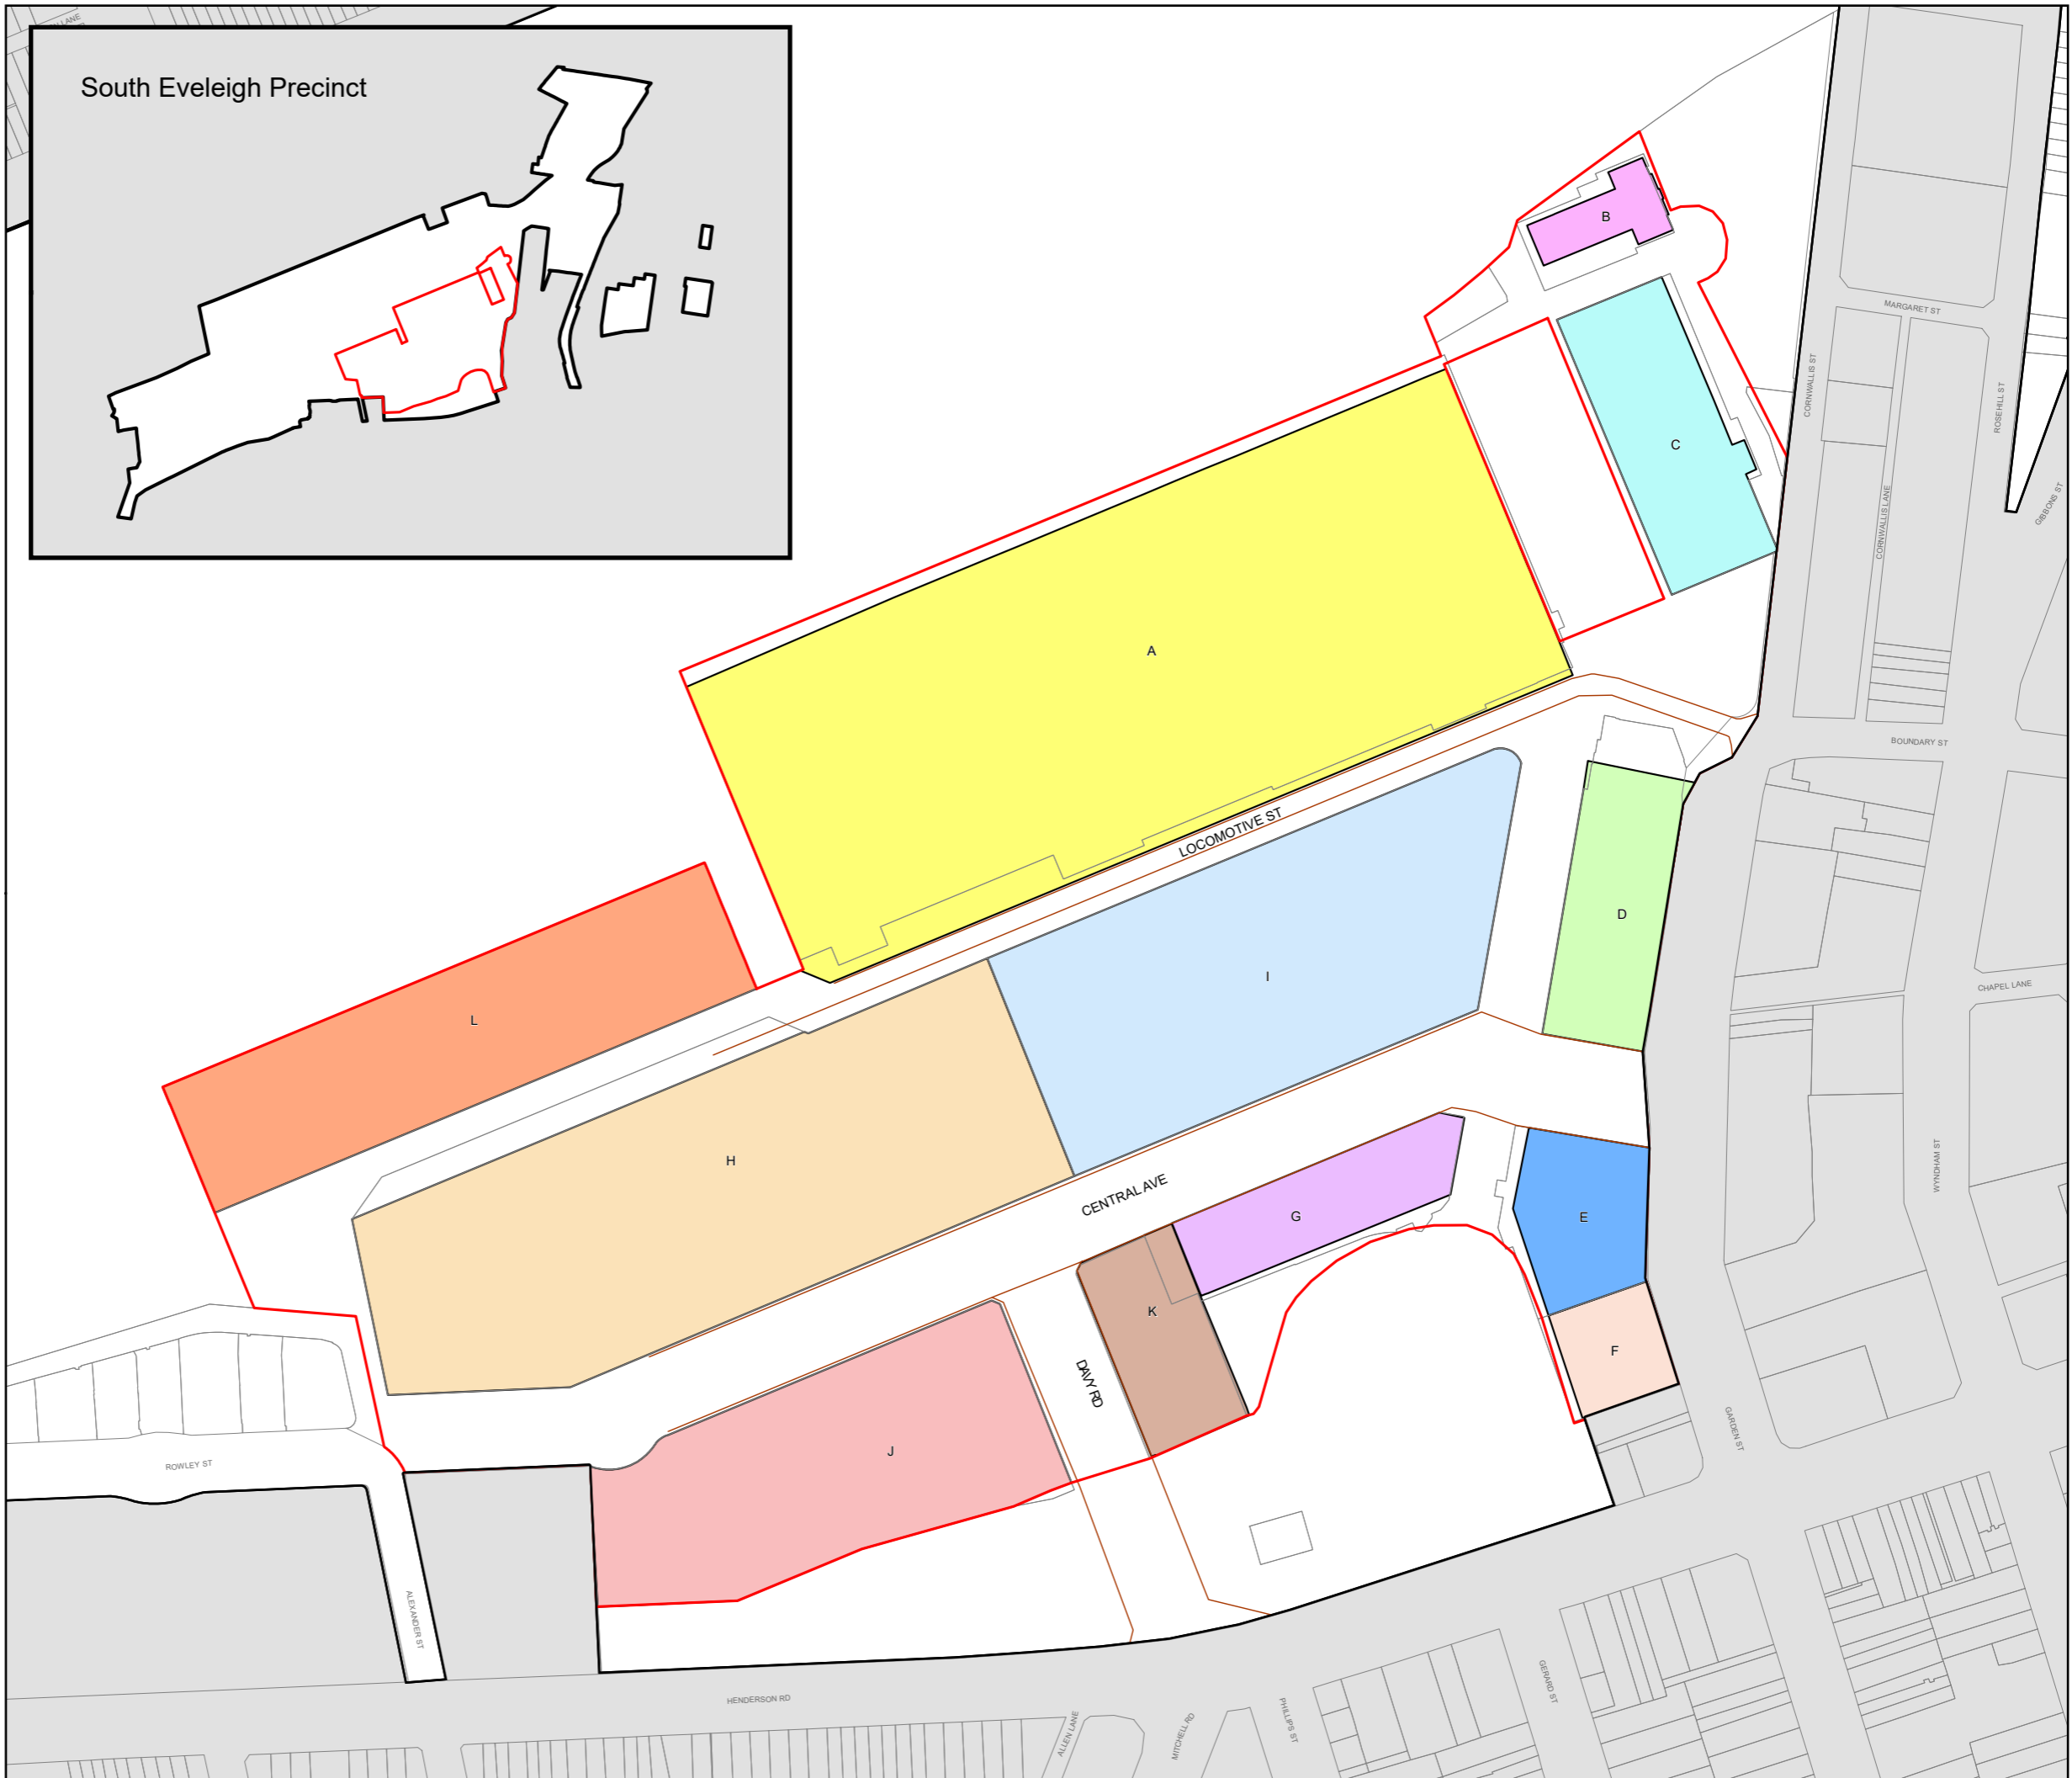 South Eveleigh Precinct
B
MARGARET ST
CORNWALLIS ST
ROSEHILL ST
C
CORNWALLIS LANE
GIBBONS ST
A
BOUNDARY ST
LOCOMOTIVE ST
D
I
CHAPEL LANE
L
H
WYNDHAM ST
CENTRAL AVE
G
E
K
F
DAVY RD
GARDEN ST
J
ROWLEY ST
ALEXANDER ST
HENDERSON RD
GERARD ST
PHILLIPS ST
ALLEN LANE
MITCHELL RD